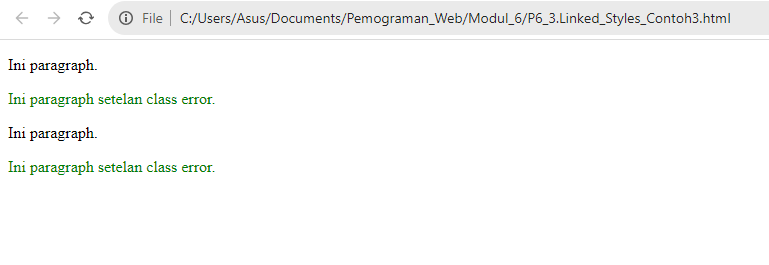 File | C:/Users/Asus/Documents/Pemograman_Web/Modul_6/P6_3.Linked_Styles_Contoh3.html
Ini paragraph.
Ini paragraph setelan class error.
Ini paragraph.
Ini paragraph setelan class error.